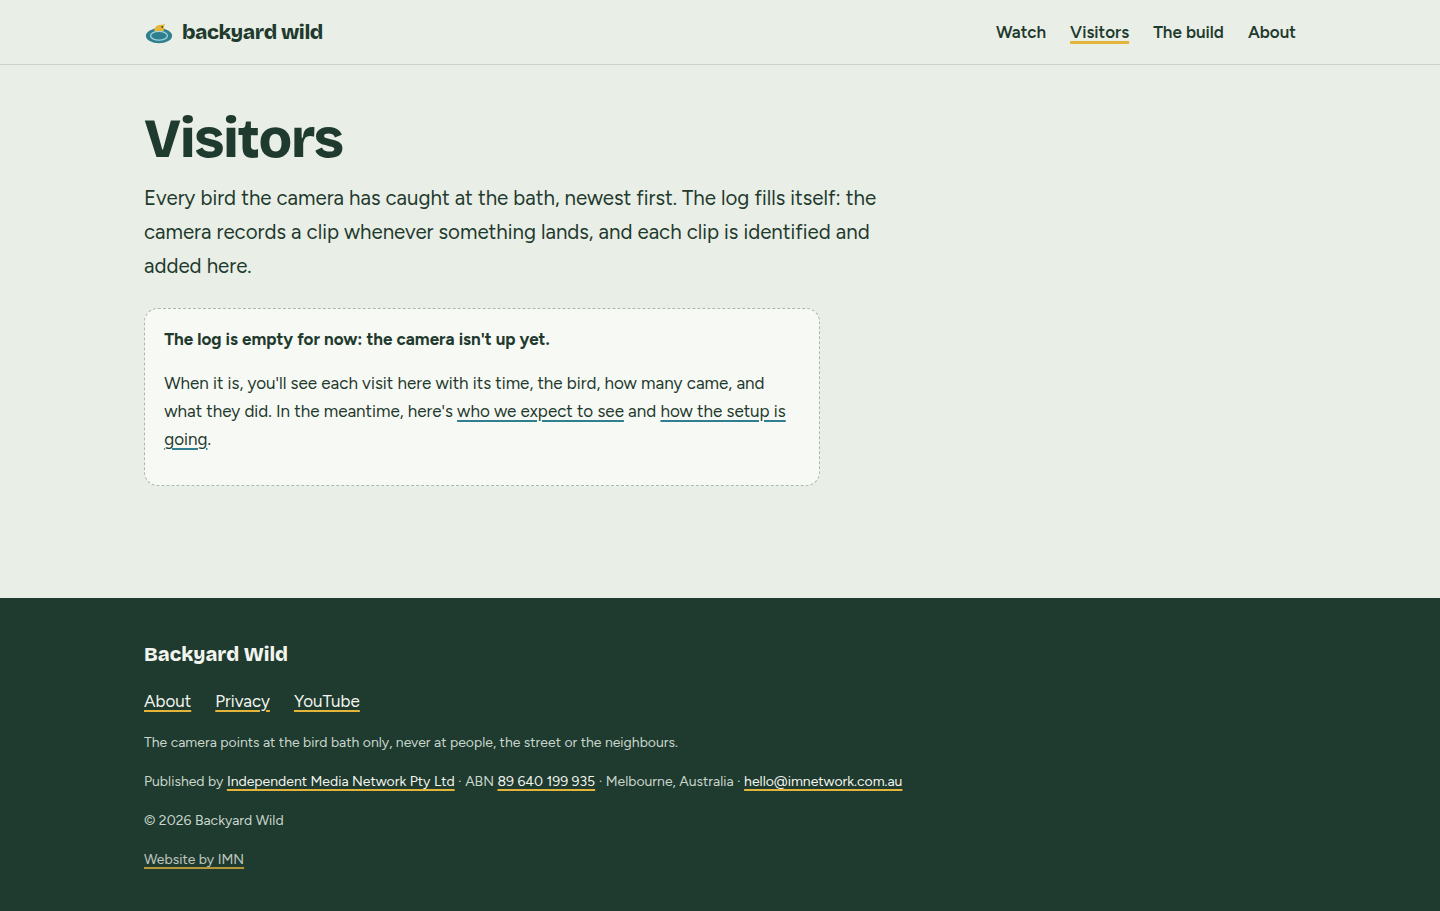 backyard wild
Watch
Visitors
The build
About
Visitors
Every bird the camera has caught at the bath, newest first. The log fills itself: the
camera records a clip whenever something lands, and each clip is identified and
added here.
The log is empty for now: the camera isn't up yet.
When it is, you'll see each visit here with its time, the bird, how many came, and
what they did. In the meantime, here's who we expect to see and how the setup is
going.
Backyard Wild
About
Privacy
YouTube
The camera points at the bird bath only, never at people, the street or the neighbours.
Published by Independent Media Network Pty Ltd · ABN 89 640 199 935 · Melbourne, Australia · hello@imnetwork.com.au
© 2026 Backyard Wild
Website by IMN